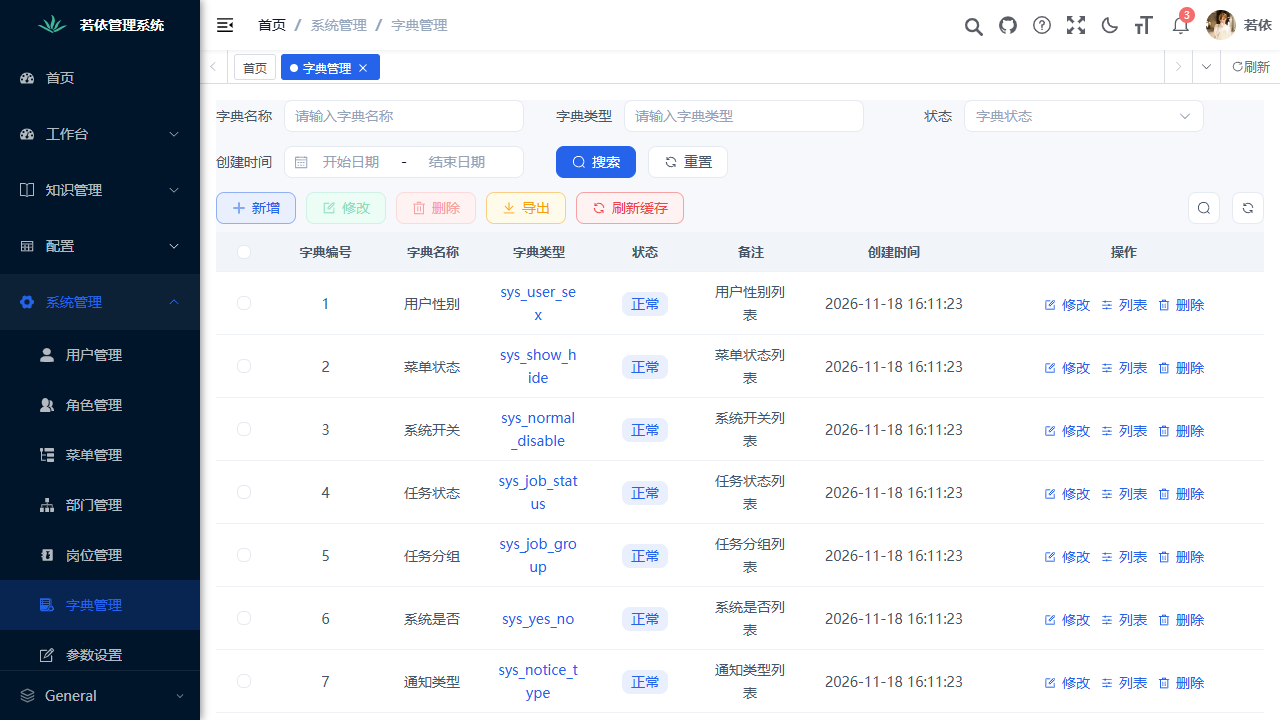 若依管理系统
首页
工作台
知识管理
配置
系统管理
用户管理
角色管理
菜单管理
部门管理
岗位管理
字典管理
参数设置
General
首页 / 系统管理 / 字典管理
3
若依
首页
字典管理
刷新
字典名称 请输入字典名称 字典类型 请输入字典类型 状态 字典状态
创建时间 开始日期 - 结束日期 搜索 重置
新增 修改 删除 导出 刷新缓存
字典编号 字典名称 字典类型 状态 备注 创建时间 操作
1 用户性别 sys_user_se
x 正常 用户性别列
表 2026-11-18 16:11:23 修改 列表 删除
2 菜单状态 sys_show_h
ide 正常 菜单状态列
表 2026-11-18 16:11:23 修改 列表 删除
3 系统开关 sys_normal
_disable 正常 系统开关列
表 2026-11-18 16:11:23 修改 列表 删除
4 任务状态 sys_job_stat
us 正常 任务状态列
表 2026-11-18 16:11:23 修改 列表 删除
5 任务分组 sys_job_gro
up 正常 任务分组列
表 2026-11-18 16:11:23 修改 列表 删除
6 系统是否 sys_yes_no 正常 系统是否列
表 2026-11-18 16:11:23 修改 列表 删除
7 通知类型 sys_notice_t
ype 正常 通知类型列
表 2026-11-18 16:11:23 修改 列表 删除